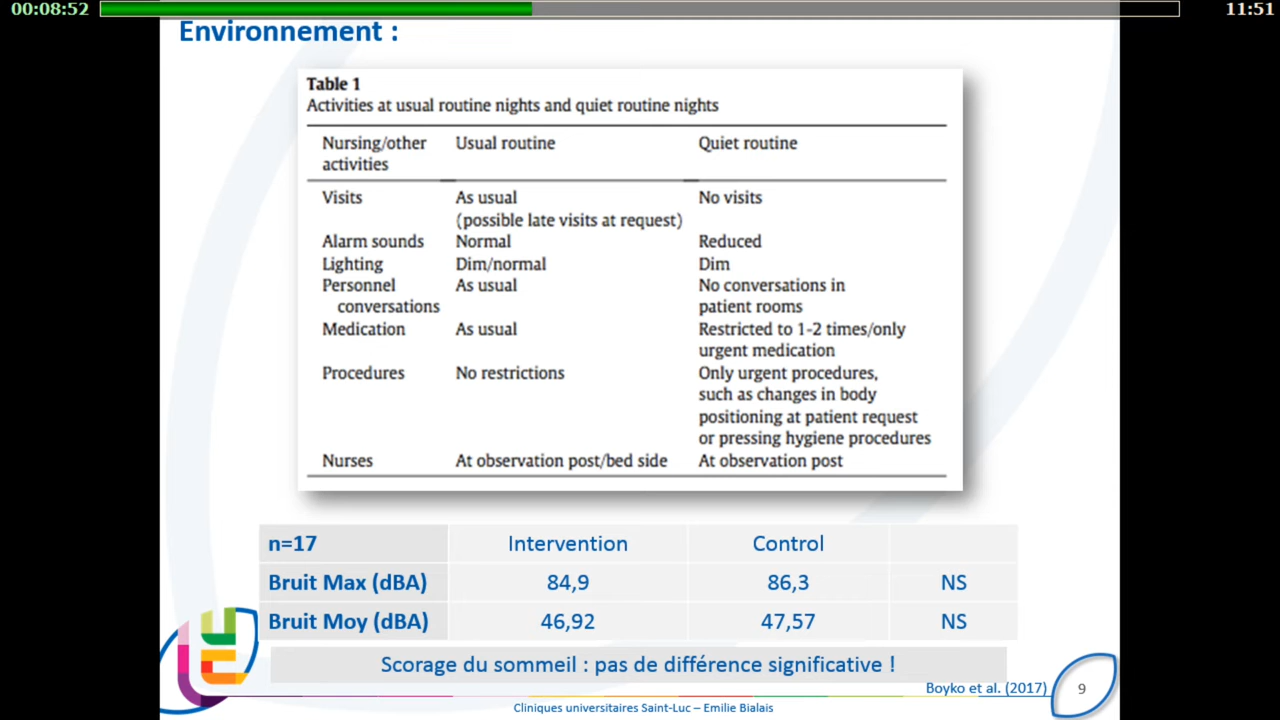 00:08:52
11:51
Environnement :
Table 1
Activities at usual routine nights and quiet routine nights
Nursing/other activities Usual routine Quiet routine
Visits As usual (possible late visits at request) No visits
Alarm sounds Normal Reduced
Lighting Dim/normal Dim
Personnel conversations As usual No conversations in patient rooms
Medication As usual Restricted to 1-2 times/only urgent medication
Procedures No restrictions Only urgent procedures, such as changes in body positioning at patient request or pressing hygiene procedures
Nurses At observation post/bed side At observation post
n=17 Intervention Control
Bruit Max (dBA) 84,9 86,3 NS
Bruit Moy (dBA) 46,92 47,57 NS
Scorage du sommeil : pas de différence significative !
Boyko et al. (2017)
9
Cliniques universitaires Saint-Luc – Emilie Bialais